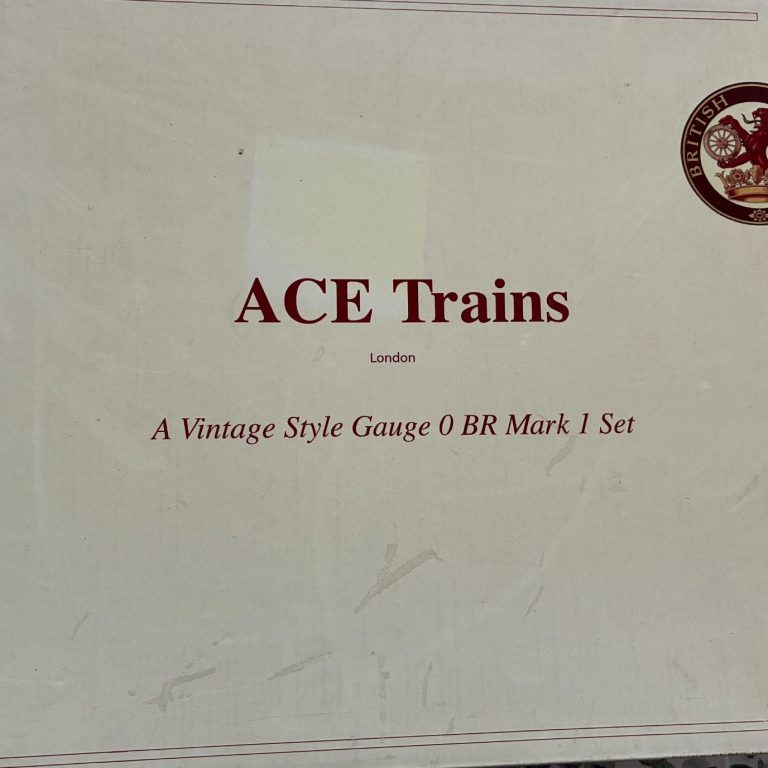 BRITISH
ACE Trains
London
A Vintage Style Gauge 0 BR Mark 1 Set